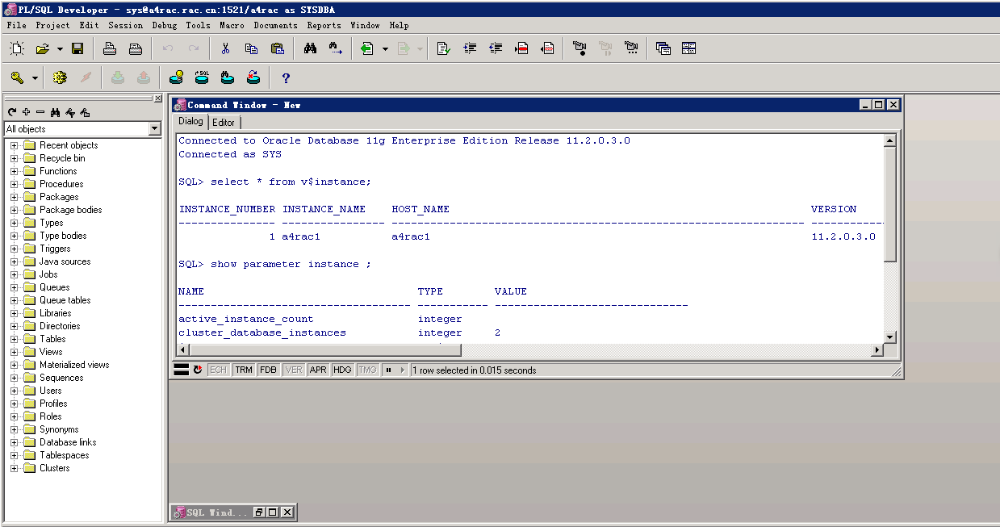 PL/SQL Developer - sys@a4rac.rac.cn:1521/a4rac as SYSDBA
File Project Edit Session Debug Tools Macro Documents Reports Window Help
SQL
?
All objects
Recent objects
Recycle bin
Functions
Procedures
Packages
Package bodies
Types
Type bodies
Triggers
Java sources
Jobs
Queues
Queue tables
Libraries
Directories
Tables
Views
Materialized views
Sequences
Users
Profiles
Roles
Synonyms
Database links
Tablespaces
Clusters
Command Window - New
Dialog Editor
Connected to Oracle Database 11g Enterprise Edition Release 11.2.0.3.0
Connected as SYS
SQL> select * from v$instance;
INSTANCE_NUMBER INSTANCE_NAME HOST_NAME VERSION
--------------- ---------------- ---------------------------------------------------------------- -----------
1 a4rac1 a4rac1 11.2.0.3.0
SQL> show parameter instance ;
NAME TYPE VALUE
------------------------------------ ----------- ------------------------------
active_instance_count integer
cluster_database_instances integer 2
ECH TRM FDB VER APR HDG TMG 1 row selected in 0.015 seconds
SQL Wind...